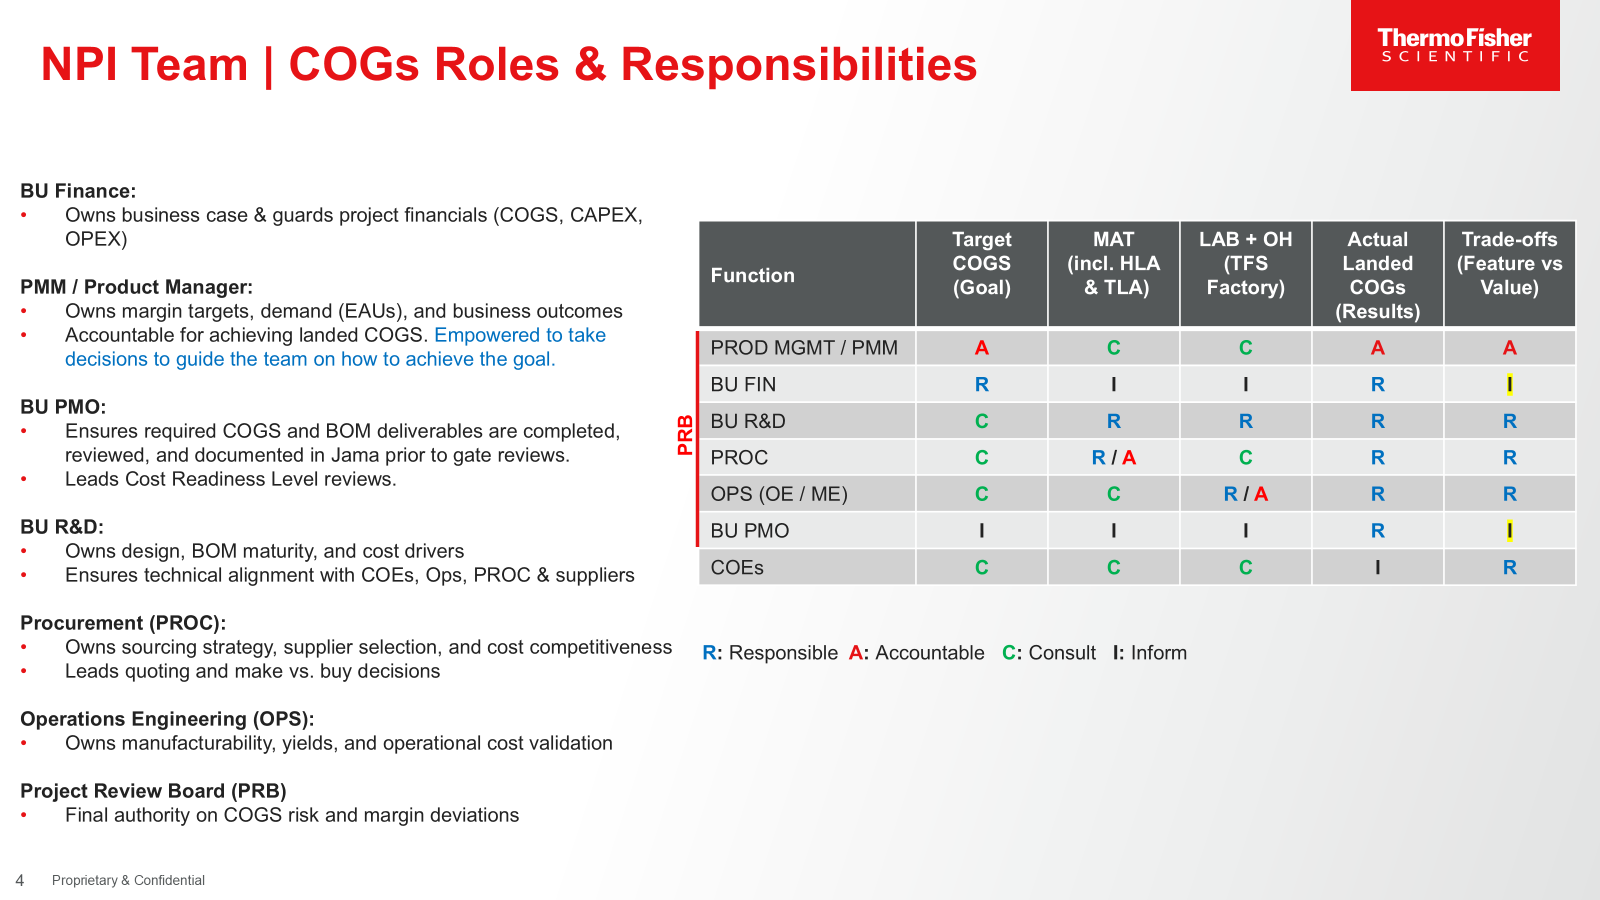 NPI Team | COGs Roles & Responsibilities
ThermoFisher
SCIENTIFIC
BU Finance:
• Owns business case & guards project financials (COGS, CAPEX,
OPEX)
PMM / Product Manager:
• Owns margin targets, demand (EAUs), and business outcomes
• Accountable for achieving landed COGS. Empowered to take
decisions to guide the team on how to achieve the goal.
BU PMO:
• Ensures required COGS and BOM deliverables are completed,
reviewed, and documented in Jama prior to gate reviews.
• Leads Cost Readiness Level reviews.
BU R&D:
• Owns design, BOM maturity, and cost drivers
• Ensures technical alignment with COEs, Ops, PROC & suppliers
Procurement (PROC):
• Owns sourcing strategy, supplier selection, and cost competitiveness
• Leads quoting and make vs. buy decisions
Operations Engineering (OPS):
• Owns manufacturability, yields, and operational cost validation
Project Review Board (PRB)
• Final authority on COGS risk and margin deviations
Function
Target
COGS
(Goal)
MAT
(incl. HLA
& TLA)
LAB + OH
(TFS
Factory)
Actual
Landed
COGs
(Results)
Trade-offs
(Feature vs
Value)
PRB
PROD MGMT / PMM A C C A A
BU FIN R I I R I
BU R&D C R R R R
PROC C R / A C R R
OPS (OE / ME) C C R / A R R
BU PMO I I I R I
COEs C C C I R
R: Responsible A: Accountable C: Consult I: Inform
4 Proprietary & Confidential